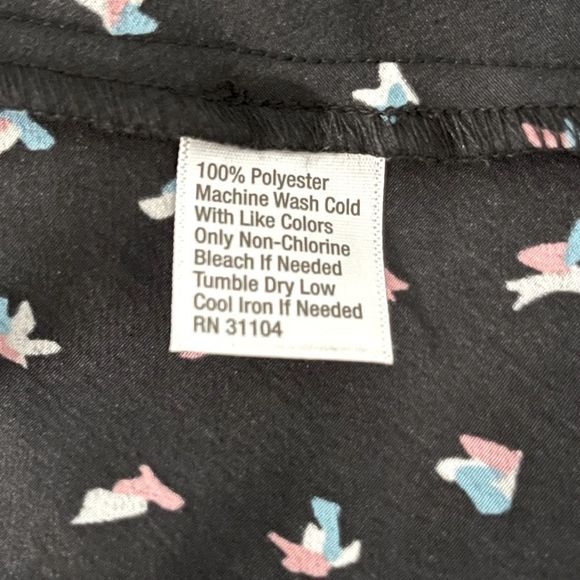 100% Polyester
Machine Wash Cold
With Like Colors
Only Non-Chlorine
Bleach If Needed
Tumble Dry Low
Cool Iron If Needed
RN 31104